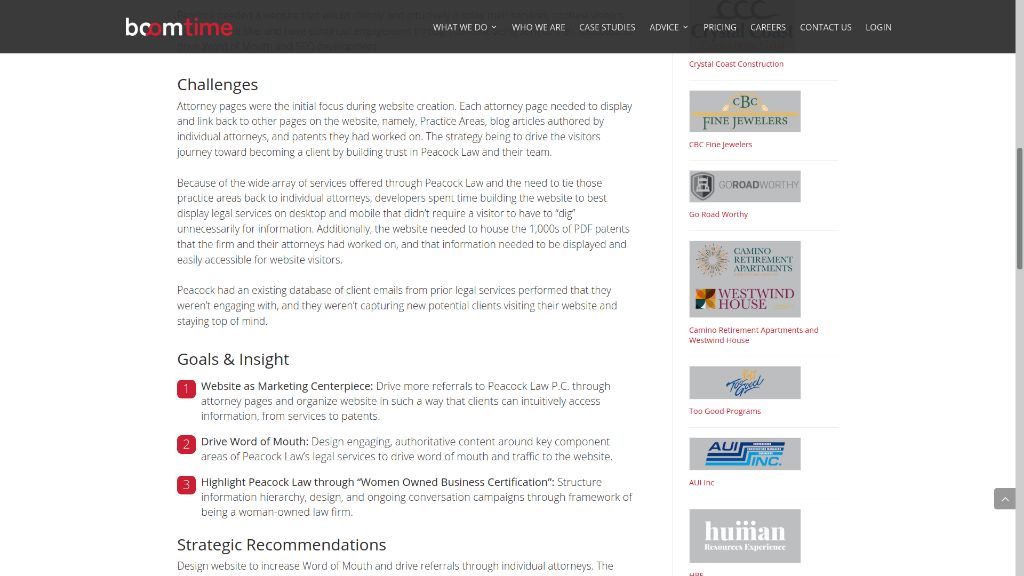 boomtime
WHAT WE DO
WHO WE ARE
CASE STUDIES
ADVICE
PRICING
CAREERS
CONTACT US
LOGIN
Challenges
Attorney pages were the initial focus during website creation. Each attorney page needed to display
and link back to other pages on the website, namely, Practice Areas, blog articles authored by
individual attorneys, and patents they had worked on. The strategy being to drive the visitors
journey toward becoming a client by building trust in Peacock Law and their team.
Because of the wide array of services offered through Peacock Law and the need to tie those
practice areas back to individual attorneys, developers spent time building the website to best
display legal services on desktop and mobile that didn't require a visitor to have to “dig”
unnecessarily for information. Additionally, the website needed to house the 1,000s of PDF patents
that the firm and their attorneys had worked on, and that information needed to be displayed and
easily accessible for website visitors.
Peacock had an existing database of client emails from prior legal services performed that they
weren't engaging with, and they weren't capturing new potential clients visiting their website and
staying top of mind.
Goals & Insight
1 Website as Marketing Centerpiece: Drive more referrals to Peacock Law P.C. through
attorney pages and organize website in such a way that clients can intuitively access
information, from services to patents.
2 Drive Word of Mouth: Design engaging, authoritative content around key component
areas of Peacock Law's legal services to drive word of mouth and traffic to the website.
3 Highlight Peacock Law through “Women Owned Business Certification”: Structure
information hierarchy, design, and ongoing conversation campaigns through framework of
being a woman-owned law firm.
Strategic Recommendations
Design website to increase Word of Mouth and drive referrals through individual attorneys. The
CCC
Crystal Coast
Crystal Coast Construction
CBC
FINE JEWELERS
CBC Fine Jewelers
GOROADWORTHY
Go Road Worthy
CAMINO
RETIREMENT
APARTMENTS
WESTWIND
HOUSE
Camino Retirement Apartments and
Westwind House
Too Good
Too Good Programs
AUI
INC.
AUI Inc
human
Resources Experience
HRE